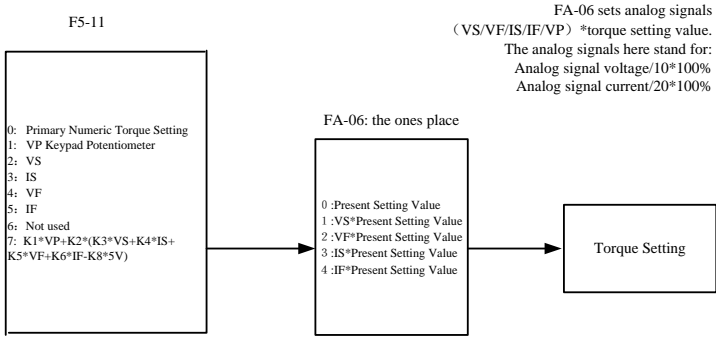 F5-11
FA-06 sets analog signals
（VS/VF/IS/IF/VP）*torque setting value.
The analog signals here stand for:
Analog signal voltage/10*100%
Analog signal current/20*100%
0: Primary Numeric Torque Setting
1: VP Keypad Potentiometer
2：VS
3：IS
4：VF
5：IF
6：Not used
7: K1*VP+K2*(K3*VS+K4*IS+
K5*VF+K6*IF-K8*5V)
FA-06: the ones place
0 :Present Setting Value
1 :VS*Present Setting Value
2 :VF*Present Setting Value
3 :IS*Present Setting Value
4 :IF*Present Setting Value
Torque Setting